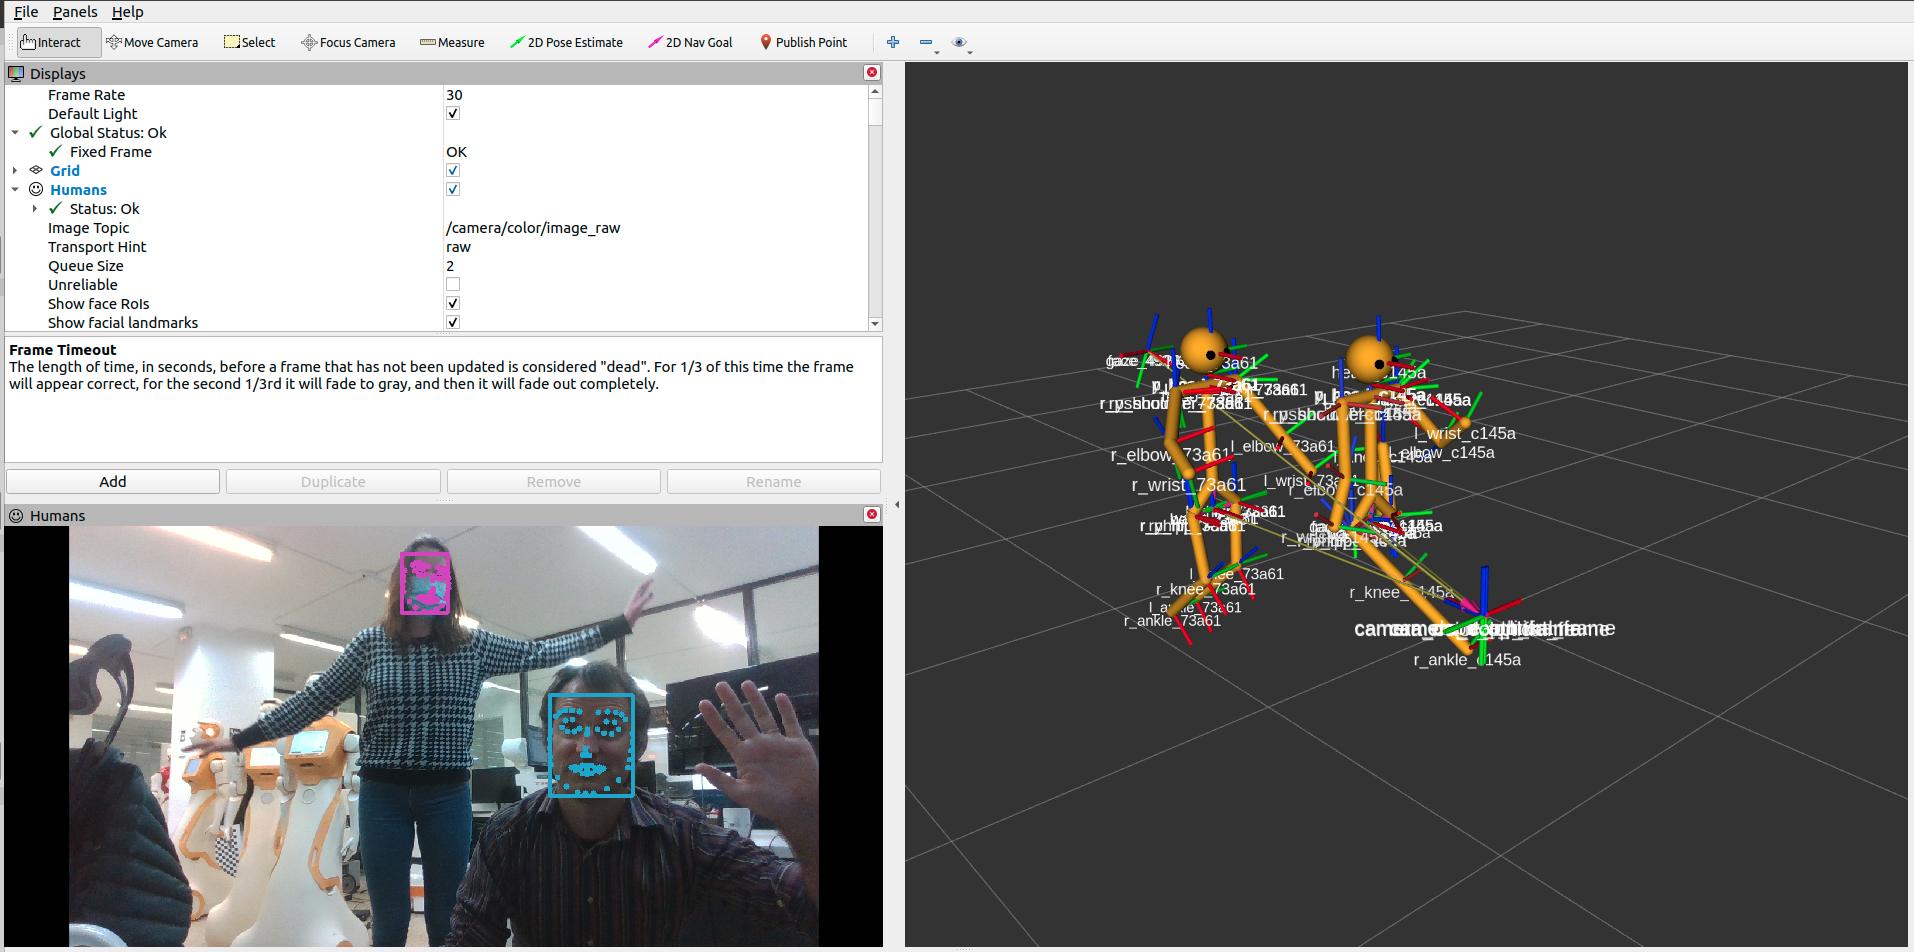 File Panels Help
Interact Move Camera Select Focus Camera Measure 2D Pose Estimate 2D Nav Goal Publish Point
Displays
Frame Rate 30
Default Light
Global Status: Ok
Fixed Frame OK
Grid
Humans
Status: Ok
Image Topic /camera/color/image_raw
Transport Hint raw
Queue Size 2
Unreliable
Show face RoIs
Show facial landmarks
Frame Timeout
The length of time, in seconds, before a frame that has not been updated is considered "dead". For 1/3 of this time the frame
will appear correct, for the second 1/3rd it will fade to gray, and then it will fade out completely.
Add Duplicate Remove Rename
Humans
l_wrist_c145a
r_elbow_73a61
l_elbow_73a61
r_wrist_73a61
r_elbow_c145a
r_knee_73a61
r_knee_c145a
l_ankle_73a61
r_ankle_73a61
r_ankle_c145a